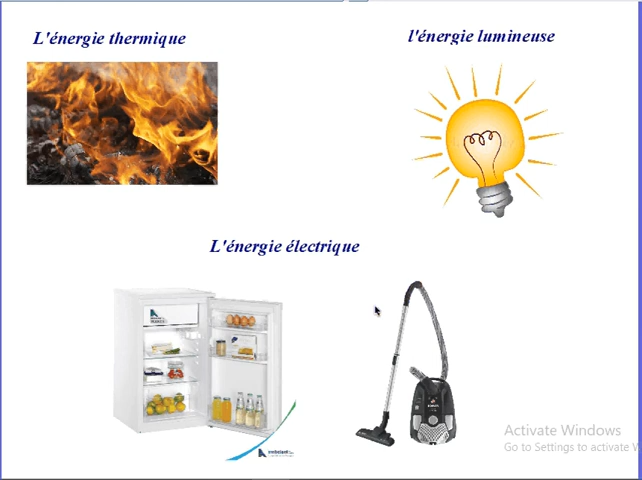 L'énergie thermique
l'énergie lumineuse
L'énergie électrique
Activate Windows
Go to Settings to activate W